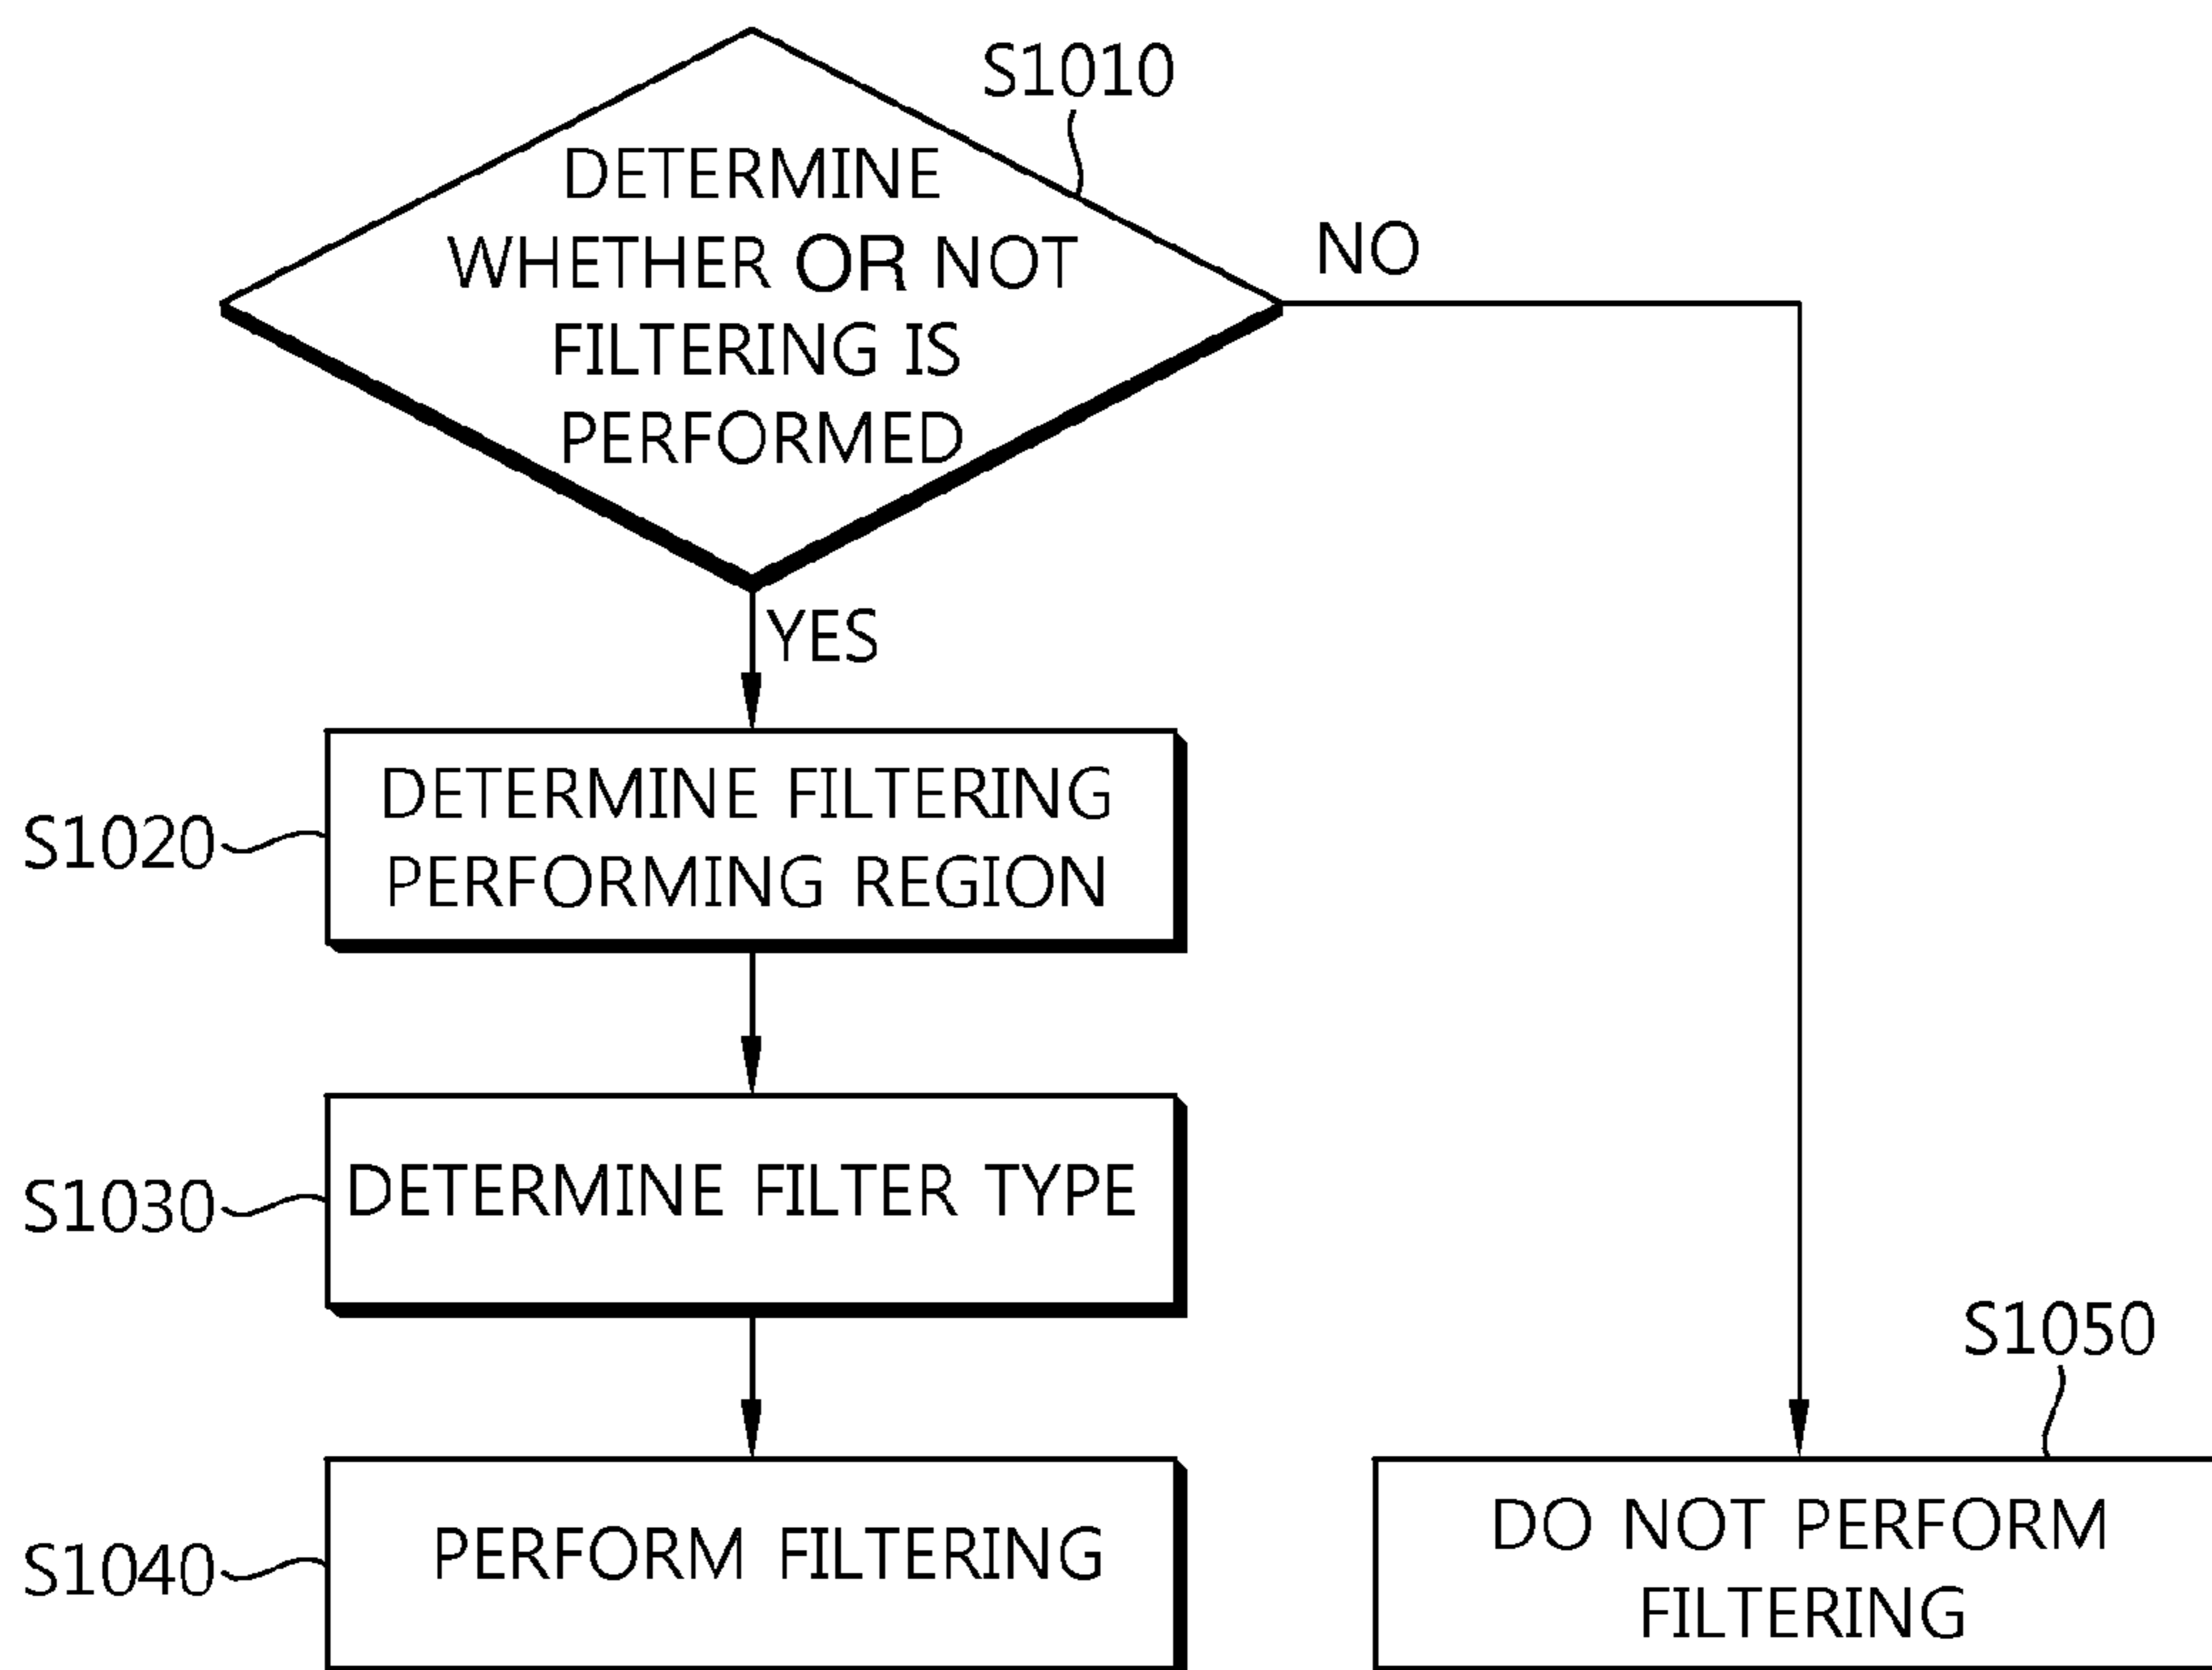 S1010
DETERMINE
WHETHER OR NOT
FILTERING IS
PERFORMED
NO
YES
S1020
DETERMINE FILTERING
PERFORMING REGION
S1030
DETERMINE FILTER TYPE
S1040
PERFORM FILTERING
S1050
DO NOT PERFORM
FILTERING